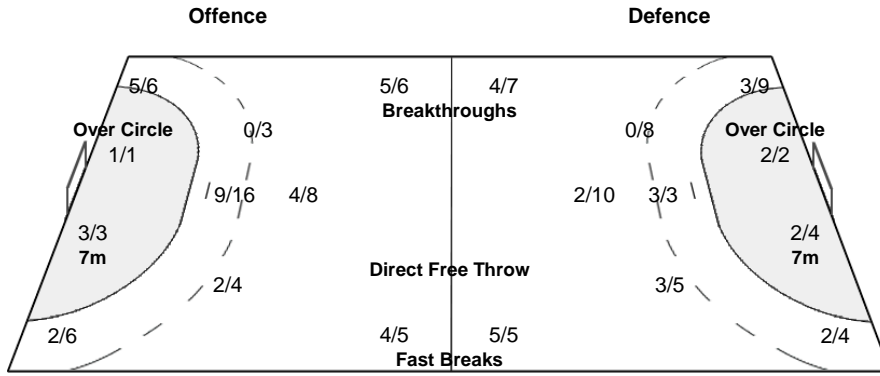 Offence Defence
5/6 5/6 4/7 3/9
Breakthroughs
Over Circle 0/3 0/8 Over Circle
1/1 2/2
9/16 4/8 2/10 3/3
3/3 2/4
7m 7m
Direct Free Throw
2/4 3/5
2/6 4/5 5/5 2/4
Fast Breaks